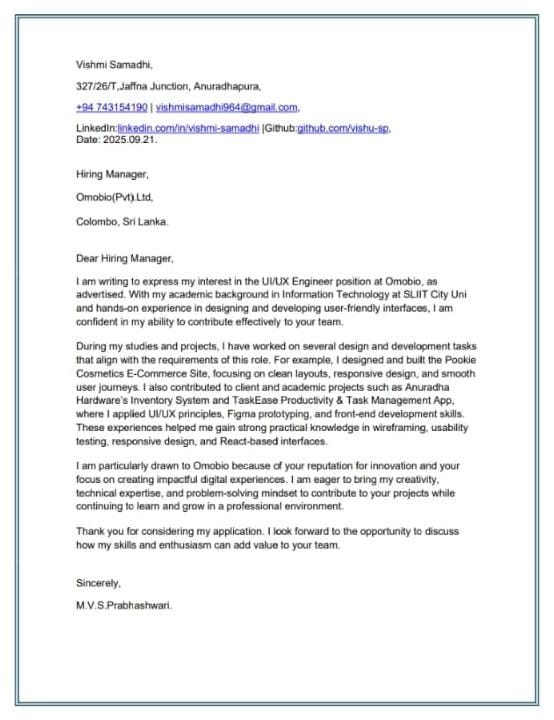 Vishmi Samadhi,
327/26/T,Jaffna Junction, Anuradhapura,
+94 743154190 | vishmisamadhi964@gmail.com,
LinkedIn:linkedin.com/in/vishmi-samadhi |Github:github.com/vishu-sp,
Date: 2025.09.21.
Hiring Manager,
Omobio(Pvt).Ltd,
Colombo, Sri Lanka.
Dear Hiring Manager,
I am writing to express my interest in the UI/UX Engineer position at Omobio, as
advertised. With my academic background in Information Technology at SLIIT City Uni
and hands-on experience in designing and developing user-friendly interfaces, I am
confident in my ability to contribute effectively to your team.
During my studies and projects, I have worked on several design and development tasks
that align with the requirements of this role. For example, I designed and built the Pookie
Cosmetics E-Commerce Site, focusing on clean layouts, responsive design, and smooth
user journeys. I also contributed to client and academic projects such as Anuradha
Hardware's Inventory System and TaskEase Productivity & Task Management App,
where I applied UI/UX principles, Figma prototyping, and front-end development skills.
These experiences helped me gain strong practical knowledge in wireframing, usability
testing, responsive design, and React-based interfaces.
I am particularly drawn to Omobio because of your reputation for innovation and your
focus on creating impactful digital experiences. I am eager to bring my creativity,
technical expertise, and problem-solving mindset to contribute to your projects while
continuing to learn and grow in a professional environment.
Thank you for considering my application. I look forward to the opportunity to discuss
how my skills and enthusiasm can add value to your team.
Sincerely,
M.V.S.Prabhashwari.